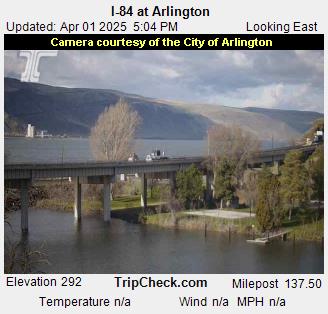 I-84 at Arlington
Updated: Apr 01 2025 5:04 PM Looking East
Camera courtesy of the City of Arlington
Elevation 292 TripCheck.com Milepost 137.50
Temperature n/a Wind n/a MPH n/a